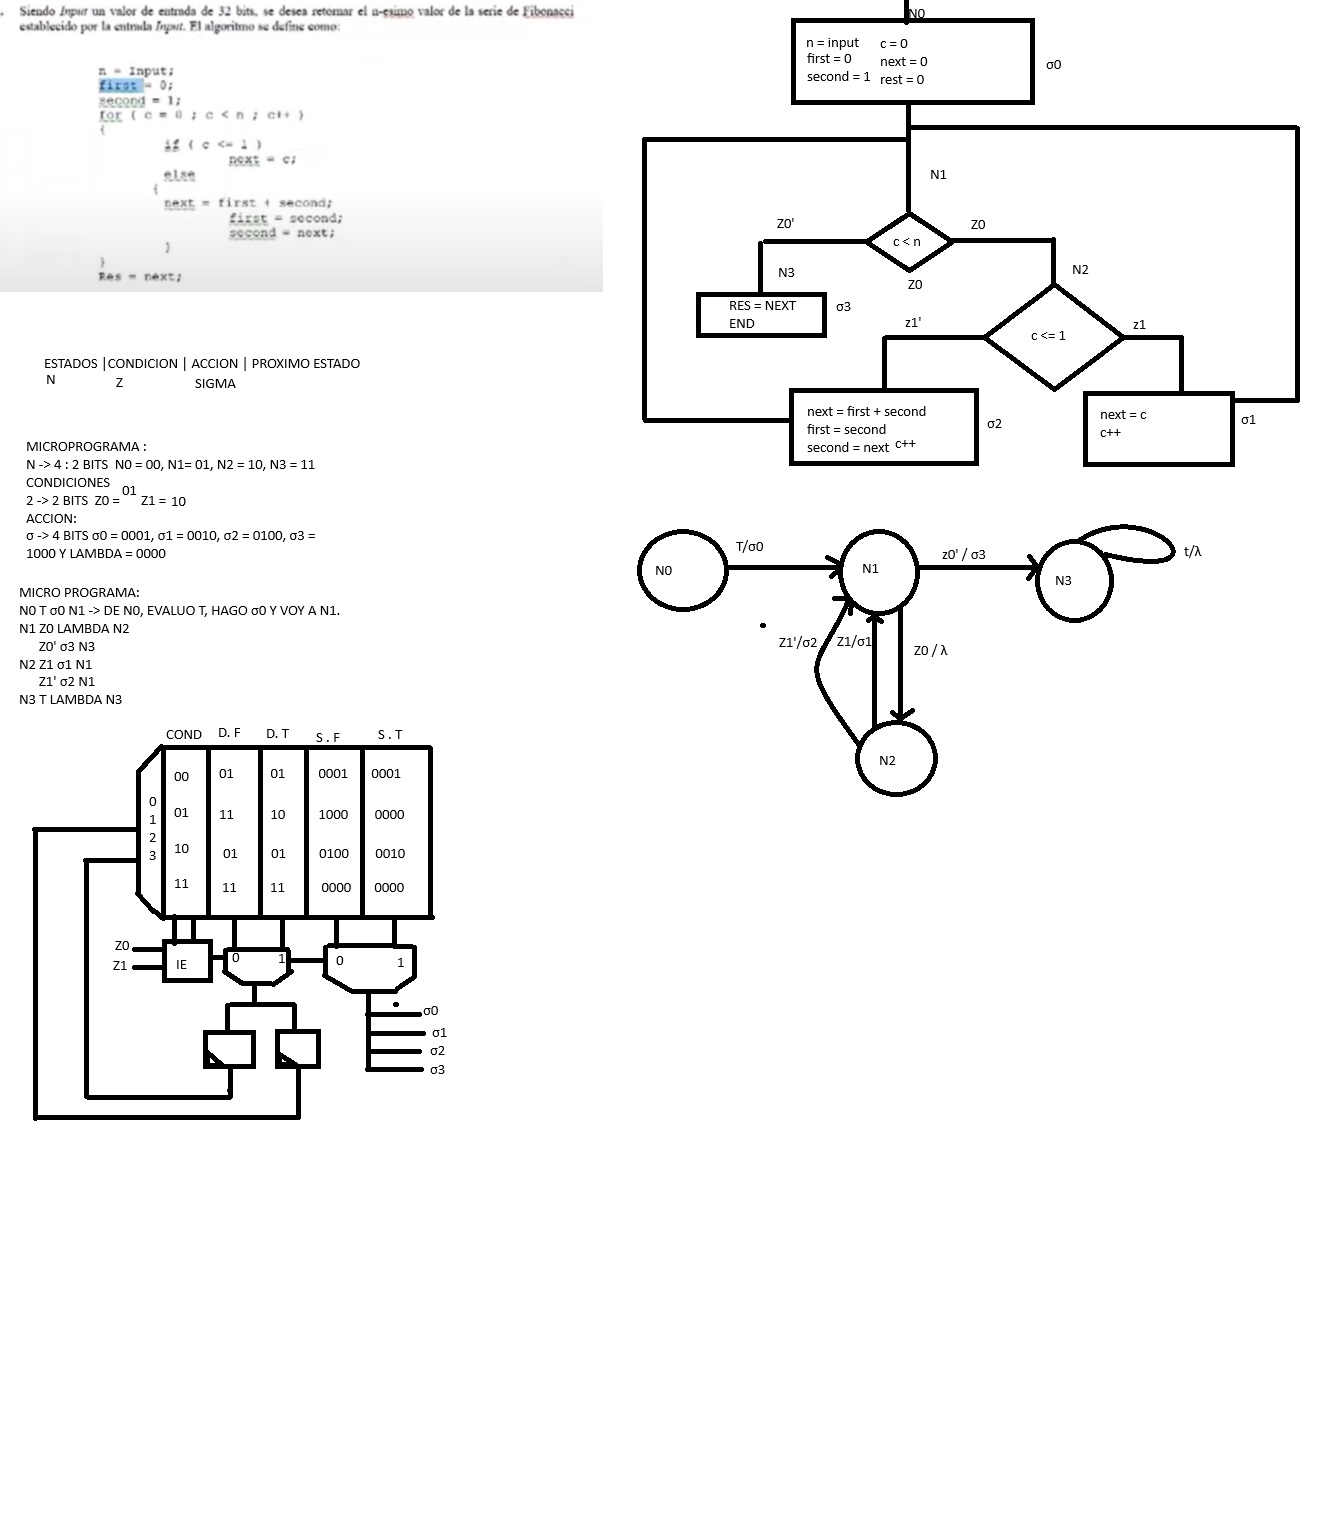 Siendo Input un valor de entrada de 32 bits, se desea retornar el n-esimo valor de la serie de Fibonacci
establecido por la entrada Input. El algoritmo se define como:
n = Input;
first = 0;
second = 1;
for ( c = 0 ; c < n ; c++ )
{
if ( c <= 1 )
next = c;
else
{
next = first + second;
first = second;
second = next;
}
}
Res = next;
ESTADOS |CONDICION | ACCION | PROXIMO ESTADO
N Z SIGMA
MICROPROGRAMA :
N -> 4 : 2 BITS N0 = 00, N1= 01, N2 = 10, N3 = 11
CONDICIONES
2 -> 2 BITS Z0 = 01 Z1 = 10
ACCION:
σ -> 4 BITS σ0 = 0001, σ1 = 0010, σ2 = 0100, σ3 =
1000 Y LAMBDA = 0000
MICRO PROGRAMA:
N0 T σ0 N1 -> DE N0, EVALUO T, HAGO σ0 Y VOY A N1.
N1 Z0 LAMBDA N2
Z0' σ3 N3
N2 Z1 σ1 N1
Z1' σ2 N1
N3 T LAMBDA N3
COND D. F D. T S . F S . T
00 01 01 0001 0001
01 11 10 1000 0000
10 01 01 0100 0010
11 11 11 0000 0000
0
1
2
3
Z0
Z1
IE
0 1
0 1
σ0
σ1
σ2
σ3
N0
n = input c = 0
first = 0 next = 0
second = 1 rest = 0
σ0
N1
Z0' c < n Z0
Z0
N3
N2
RES = NEXT
END
σ3
z1' c <= 1 z1
next = first + second
first = second
second = next c++
σ2
next = c
c++
σ1
N0
T/σ0
N1
z0' / σ3
N3
t/λ
Z1'/σ2
Z1/σ1
Z0 / λ
N2